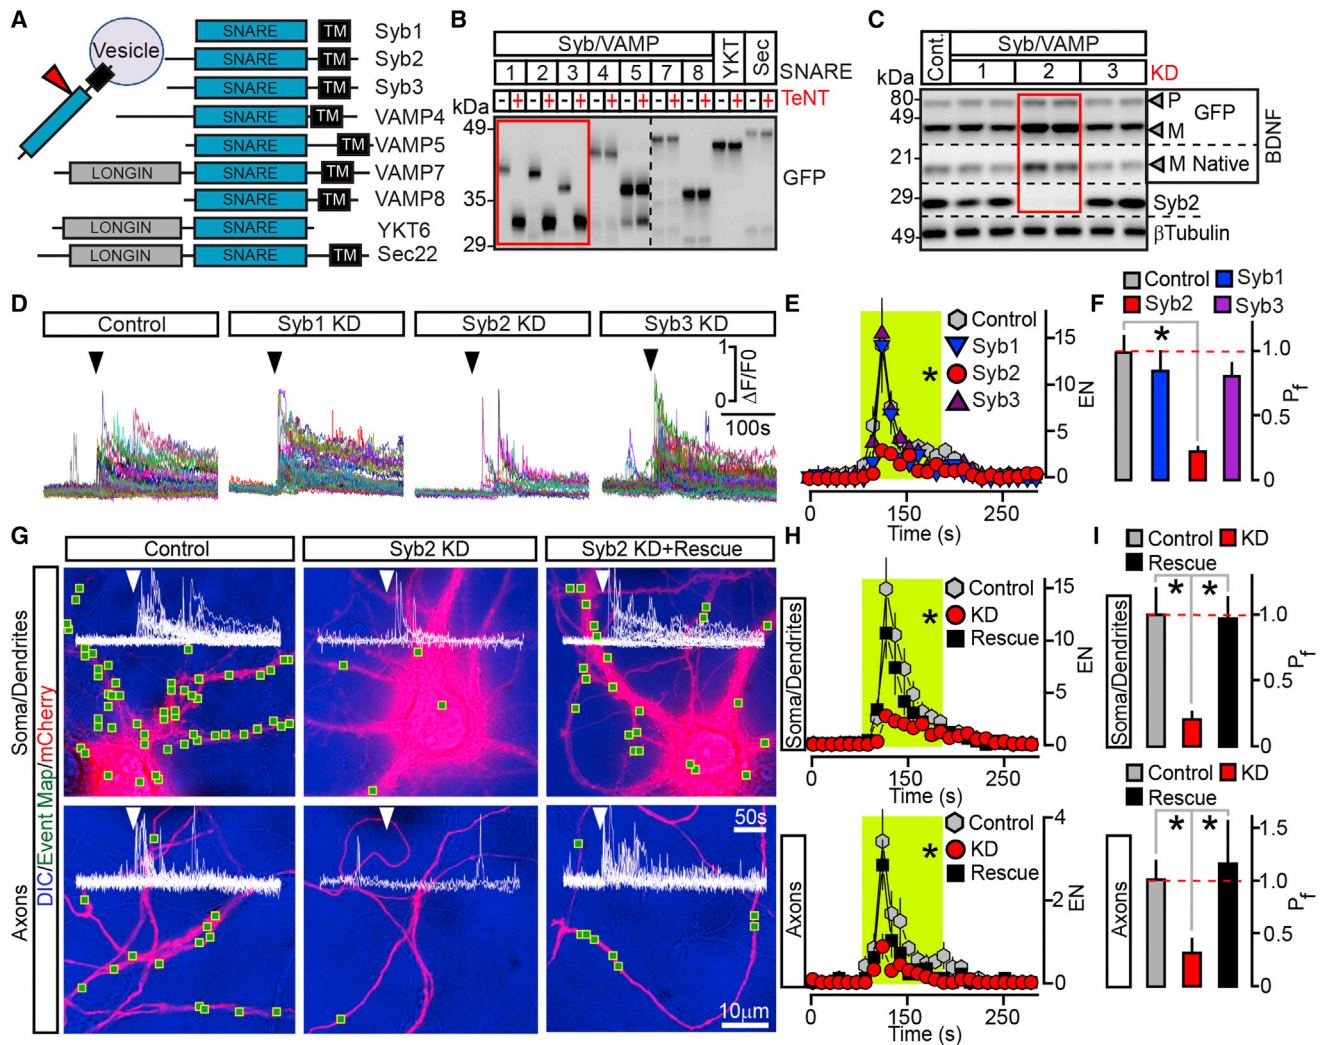 A
Vesicle
SNARE TM Syb1
SNARE TM Syb2
SNARE TM Syb3
SNARE TM VAMP4
SNARE TM VAMP5
LONGIN SNARE TM VAMP7
SNARE TM VAMP8
LONGIN SNARE YKT6
LONGIN SNARE TM Sec22
B
Syb/VAMP YKT Sec
1 2 3 4 5 7 8 SNARE
- + - + - + - + - + - + - + - + - + TeNT
kDa
49
35
29
GFP
C
Cont. Syb/VAMP
1 2 3 KD
kDa
80
49
21
29
49
P
GFP
M
M Native
BDNF
Syb2
βTubulin
D
Control Syb1 KD Syb2 KD Syb3 KD
1
0
ΔF/F0
100s
E
Control
Syb1
* Syb2
Syb3
15
10
5
0
EN
0 150 250
Time (s)
F
Control Syb1
Syb2 Syb3
*
1.0
0.5
0
Pf
G
Control Syb2 KD Syb2 KD+Rescue
DIC/Event Map/mCherry
Soma/Dendrites
Axons
50s
10μm
H
Soma/Dendrites
Control
* KD
Rescue
15
10
5
0
EN
0 150 250
Time (s)
Axons
Control
* KD
Rescue
4
2
0
EN
0 150 250
Time (s)
I
Control KD
Rescue
* *
Soma/Dendrites
1.0
0.5
0
Pf
Control KD
Rescue
* *
Axons
1.5
1.0
0.5
0
Pf